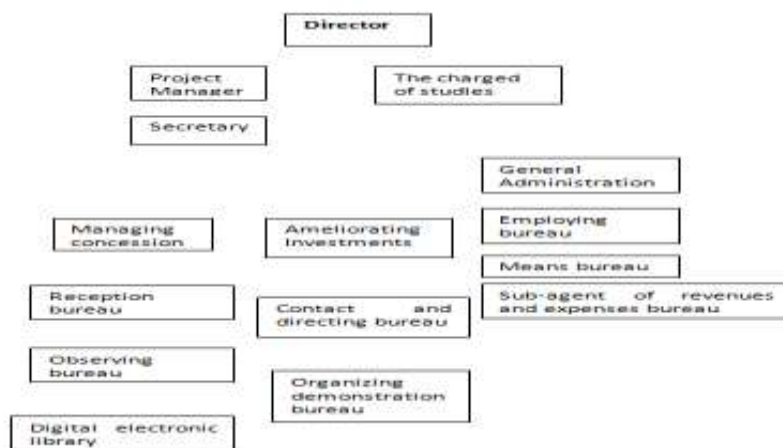 Director
Project
Manager
The charged
of studies
Secretary
General
Administration
Managing
concession
Ameliorating
Investments
Employing
bureau
Means bureau
Reception
bureau
Contact and
directing bureau
Sub-agent of revenues
and expenses bureau
Observing
bureau
Organizing
demonstration
bureau
Digital electronic
library